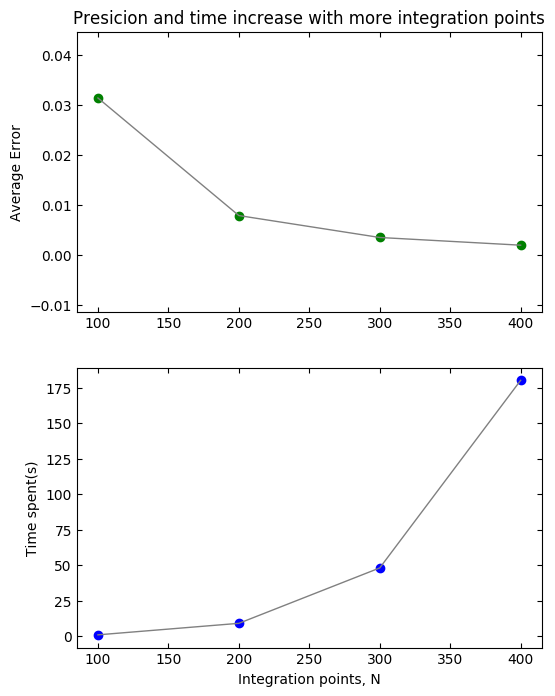 Presicion and time increase with more integration points
0.04
0.03
0.02
0.01
0.00
−0.01
Average Error
100 150 200 250 300 350 400
175
150
125
100
75
50
25
0
Time spent(s)
100 150 200 250 300 350 400
Integration points, N